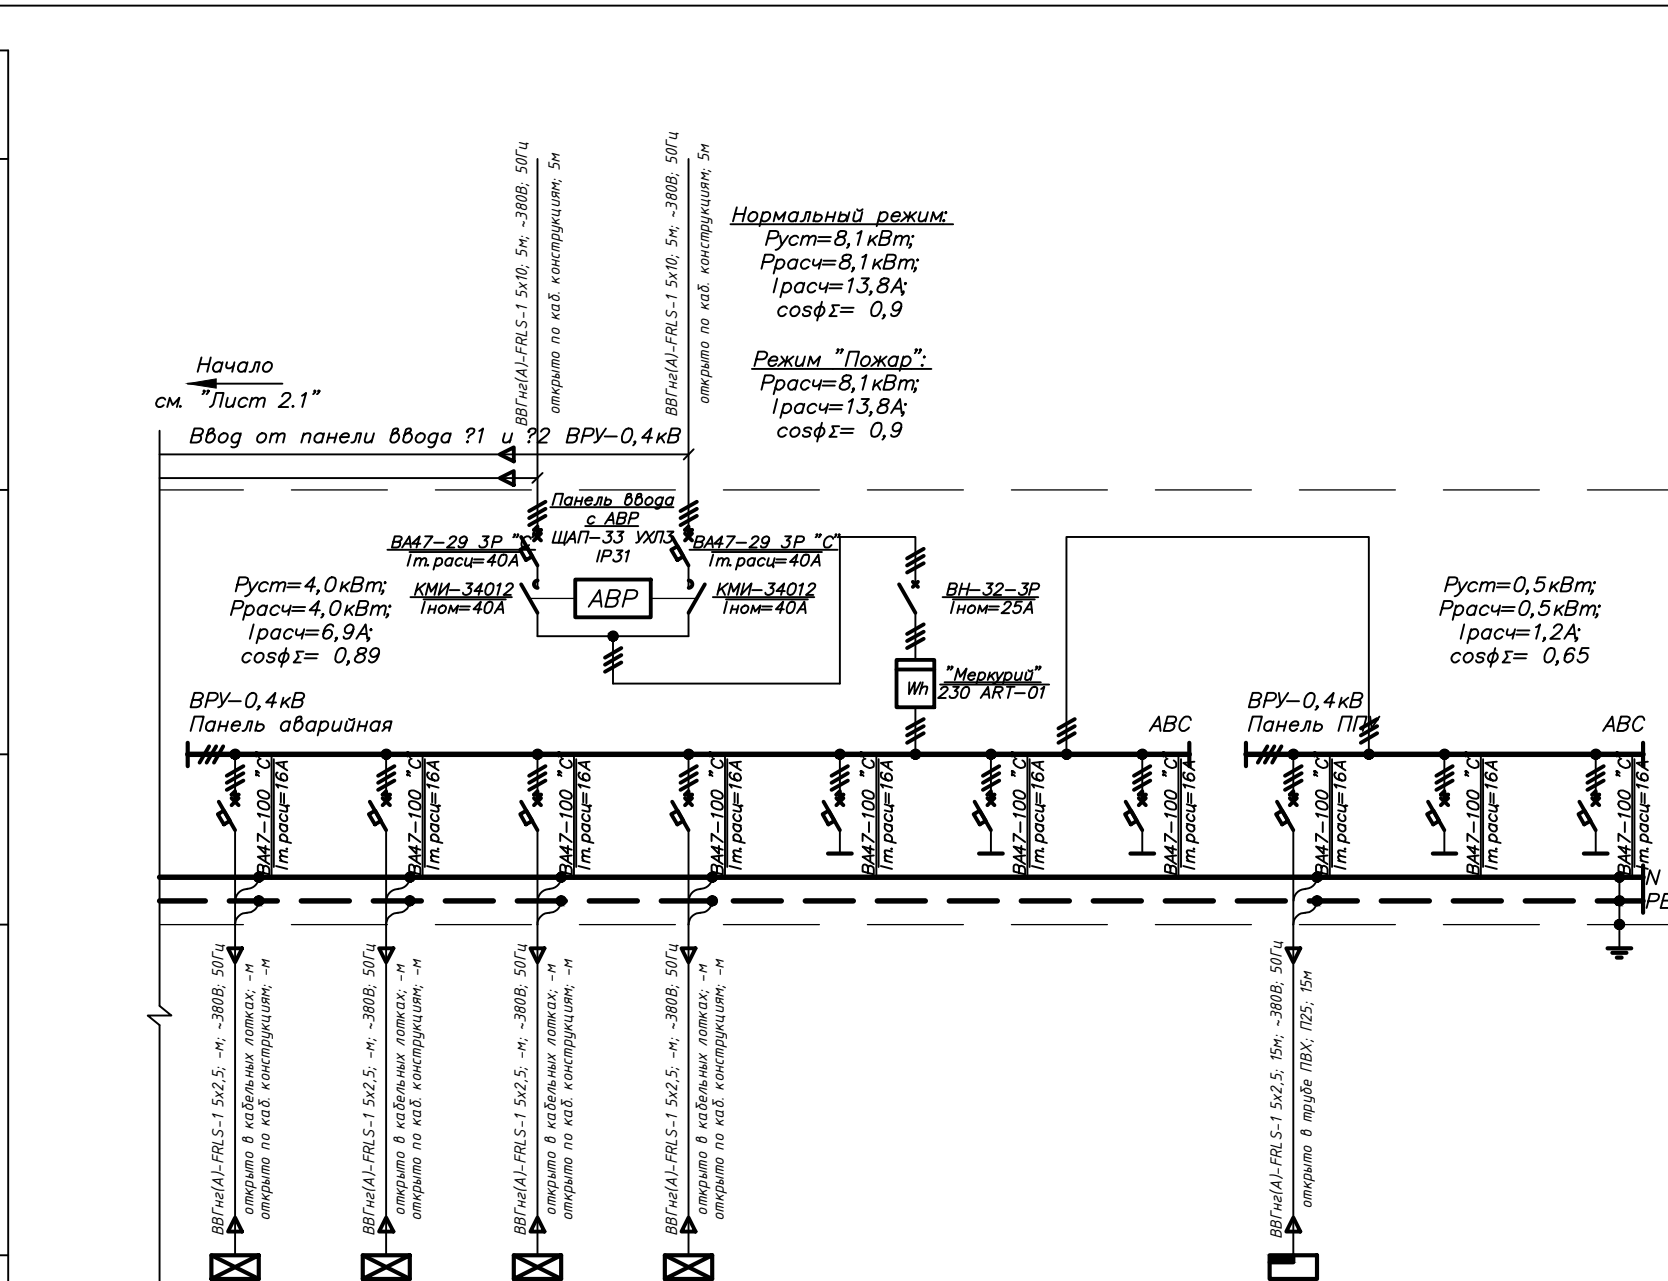 ВВГнг(А)-FRLS-1 5х10; 5м; ~380В; 50Гц
открыто по каб. конструкциям; 5м
ВВГнг(А)-FRLS-1 5х10; 5м; ~380В; 50Гц
открыто по каб. конструкциям; 5м
Нормальный режим:
Руст=8,1кВт;
Ррасч=8,1кВт;
Iрасч=13,8А;
cosφΣ= 0,9
Режим "Пожар":
Ррасч=8,1кВт;
Iрасч=13,8А;
cosφΣ= 0,9
Начало
см. "Лист 2.1"
Ввод от панели ввода ?1 и ?2 ВРУ-0,4кВ
Панель ввода
с АВР
ЩАП-33 УХЛ3
IP31
ВА47-29 3Р "С"
Iт.расц=40А
ВА47-29 3Р "С"
Iт.расц=40А
КМИ-34012
Iном=40А
АВР
КМИ-34012
Iном=40А
ВН-32-3Р
Iном=25А
Руст=4,0кВт;
Ррасч=4,0кВт;
Iрасч=6,9А;
cosφΣ= 0,89
Руст=0,5кВт;
Ррасч=0,5кВт;
Iрасч=1,2А;
cosφΣ= 0,65
Wh
"Меркурий"
230 ART-01
ВРУ-0,4кВ
Панель аварийная
АВС
ВРУ-0,4кВ
Панель ППУ
АВС
ВА47-100 "С"
Iт.расц=16А
ВА47-100 "С"
Iт.расц=16А
ВА47-100 "С"
Iт.расц=16А
ВА47-100 "С"
Iт.расц=16А
ВА47-100 "С"
Iт.расц=16А
ВА47-100 "С"
Iт.расц=16А
ВА47-100 "С"
Iт.расц=16А
ВА47-100 "С"
Iт.расц=16А
ВА47-100 "С"
Iт.расц=16А
ВА47-100 "С"
Iт.расц=16А
N
PE
ВВГнг(А)-FRLS-1 5х2,5; -м; ~380В; 50Гц
открыто в кабельных лотках; -м
открыто по каб. конструкциям; -м
ВВГнг(А)-FRLS-1 5х2,5; -м; ~380В; 50Гц
открыто в кабельных лотках; -м
открыто по каб. конструкциям; -м
ВВГнг(А)-FRLS-1 5х2,5; -м; ~380В; 50Гц
открыто в кабельных лотках; -м
открыто по каб. конструкциям; -м
ВВГнг(А)-FRLS-1 5х2,5; -м; ~380В; 50Гц
открыто в кабельных лотках; -м
открыто по каб. конструкциям; -м
ВВГнг(А)-FRLS-1 5х2,5; 15м; ~380В; 50Гц
открыто в трубе ПВХ; П25; 15м